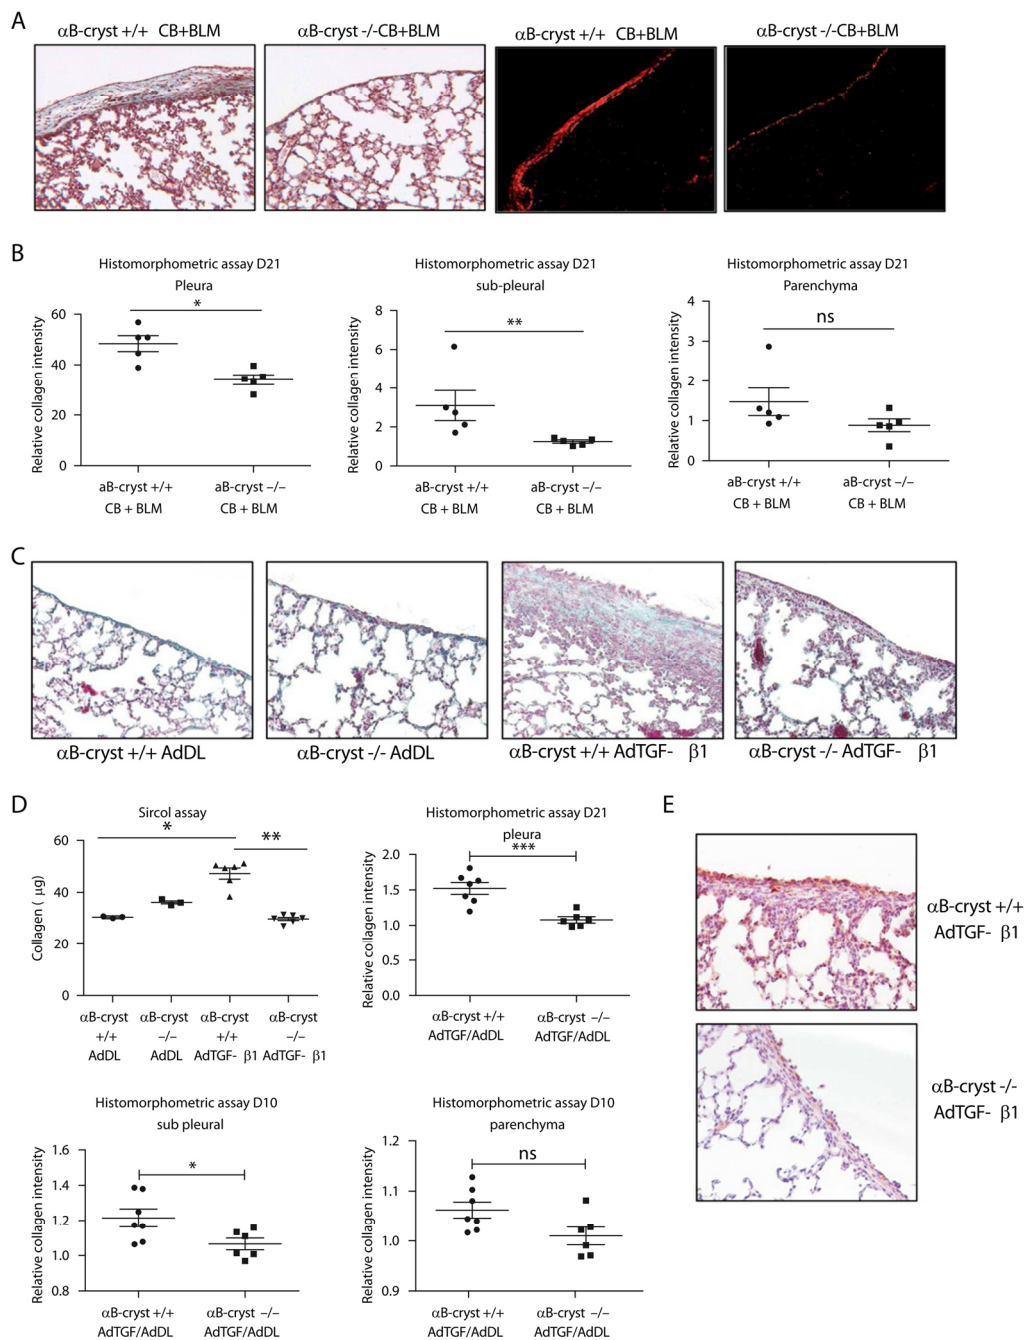 A
αB-cryst +/+ CB+BLM
αB-cryst -/-CB+BLM
αB-cryst +/+ CB+BLM
αB-cryst -/-CB+BLM
B
Histomorphometric assay D21
Pleura
*
Relative collagen intensity
60
40
20
0
aB-cryst +/+
CB + BLM
aB-cryst –/–
CB + BLM
Histomorphometric assay D21
sub-pleural
**
Relative collagen intensity
8
6
4
2
0
aB-cryst +/+
CB + BLM
aB-cryst –/–
CB + BLM
Histomorphometric assay D21
Parenchyma
ns
Relative collagen intensity
4
3
2
1
0
aB-cryst +/+
CB + BLM
aB-cryst –/–
CB + BLM
C
αB-cryst +/+ AdDL
αB-cryst -/- AdDL
αB-cryst +/+ AdTGF- β1
αB-cryst -/- AdTGF- β1
D
Sircol assay
*
**
Collagen ( µg)
60
40
20
0
αB-cryst
+/+
AdDL
αB-cryst
–/–
AdDL
αB-cryst
+/+
AdTGF- β1
αB-cryst
–/–
AdTGF- β1
Histomorphometric assay D21
pleura
***
Relative collagen intensity
2.0
1.5
1.0
0.5
0.0
αB-cryst +/+
AdTGF/AdDL
αB-cryst –/–
AdTGF/AdDL
Histomorphometric assay D10
sub pleural
*
Relative collagen intensity
1.6
1.4
1.2
1.0
0.8
αB-cryst +/+
AdTGF/AdDL
αB-cryst –/–
AdTGF/AdDL
Histomorphometric assay D10
parenchyma
ns
Relative collagen intensity
1.2
1.1
1.0
0.9
αB-cryst +/+
AdTGF/AdDL
αB-cryst –/–
AdTGF/AdDL
E
αB-cryst +/+
AdTGF- β1
αB-cryst -/-
AdTGF- β1